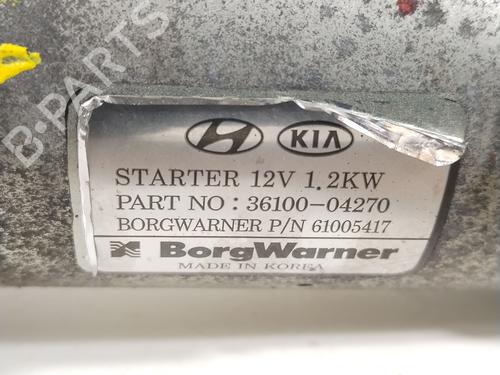 B-PARTS
KIA
STARTER 12V 1.2KW
PART NO : 36100-04270
BORGWARNER P/N 61005417
BorgWarner
MADE IN KOREA